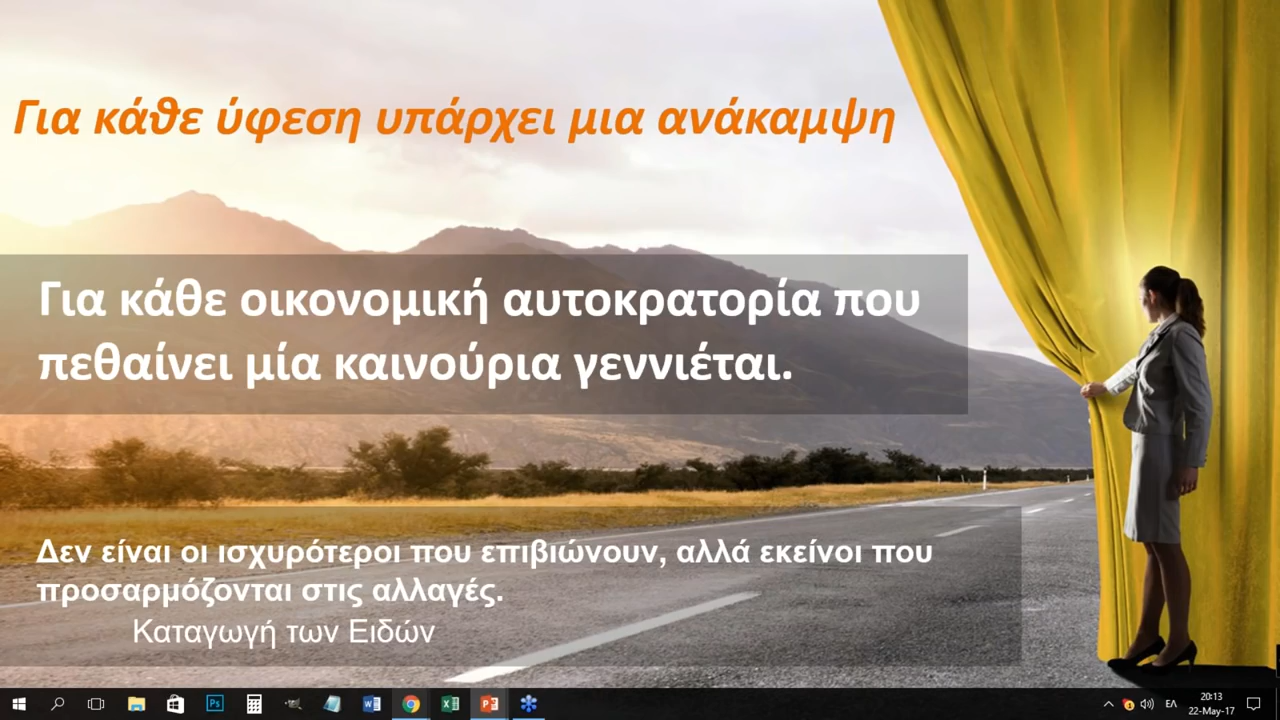 Για κάθε ύφεση υπάρχει μια ανάκαμψη
Για κάθε οικονομική αυτοκρατορία που
πεθαίνει μία καινούρια γεννιέται.
Δεν είναι οι ισχυρότεροι που επιβιώνουν, αλλά εκείνοι που
προσαρμόζονται στις αλλαγές.
Καταγωγή των Ειδών
Ps
ΕΛ
20:13
22-May-17